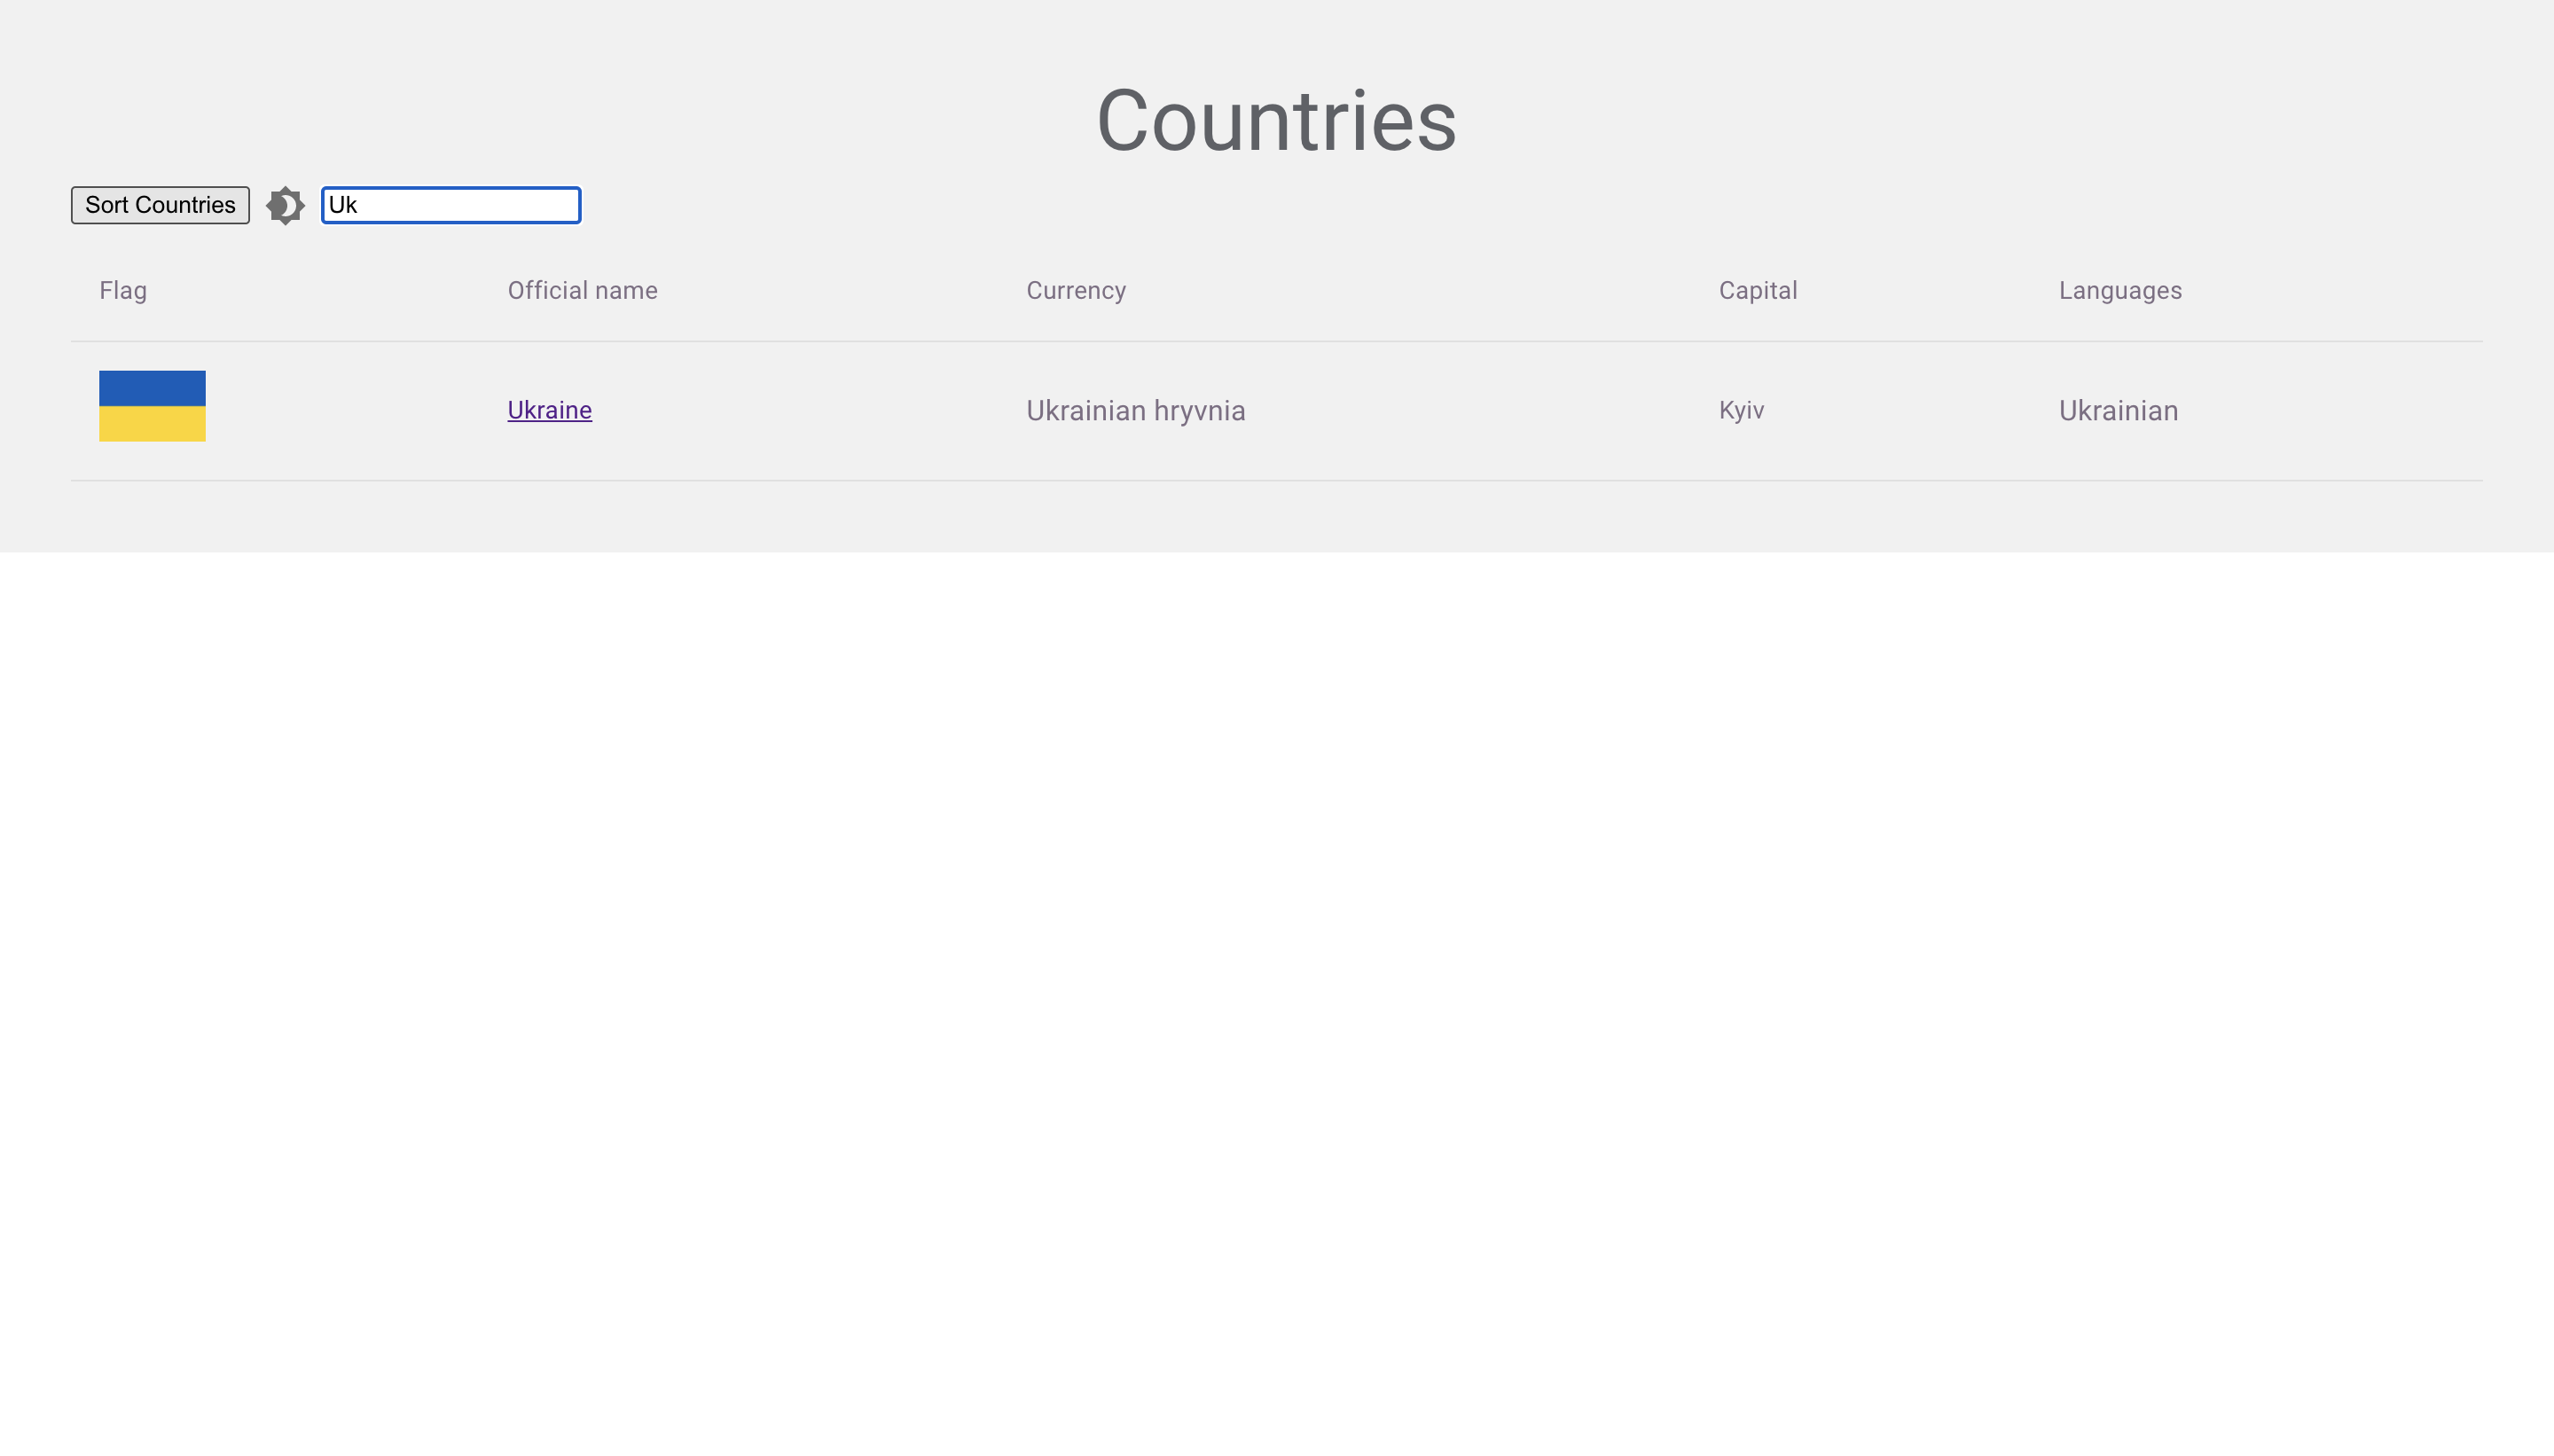 Countries
Sort Countries Uk
Flag Official name Currency Capital Languages
Ukraine Ukrainian hryvnia Kyiv Ukrainian